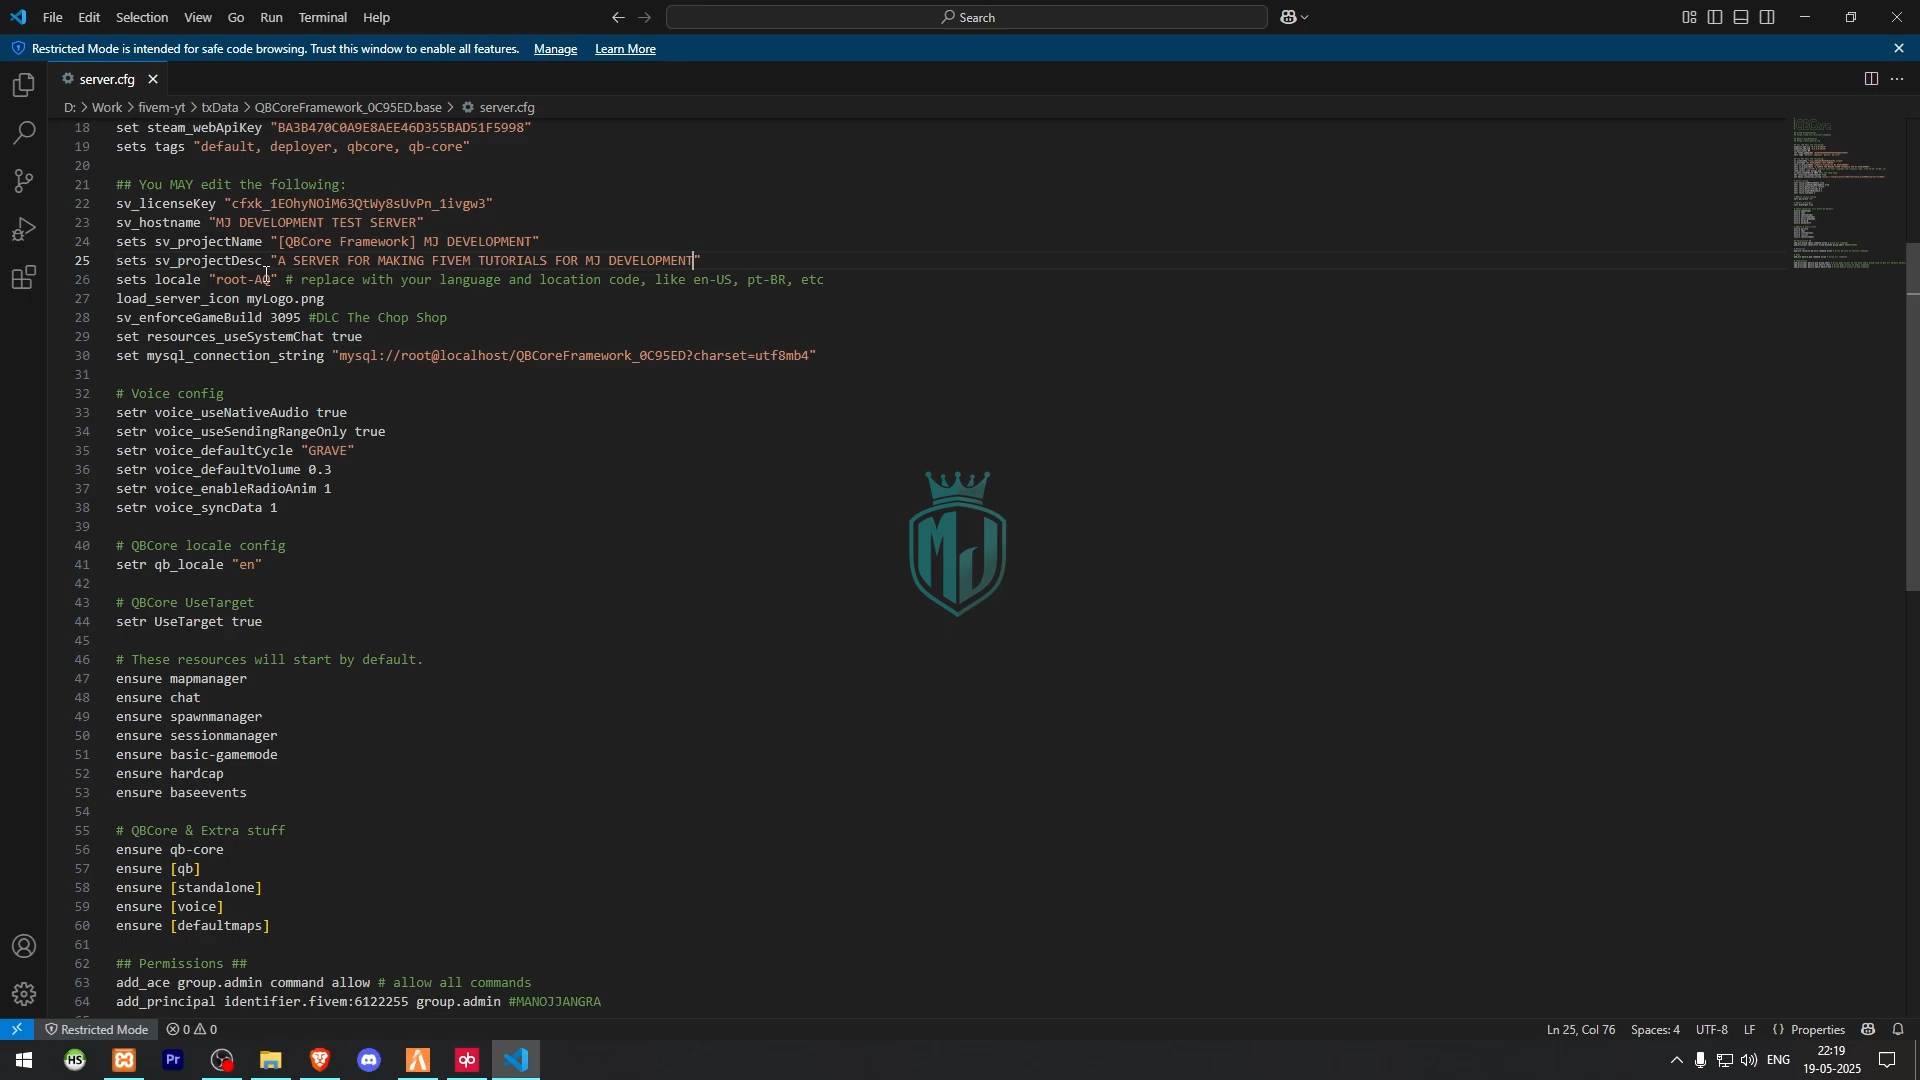 File Edit Selection View Go Run Terminal Help
Search
Restricted Mode is intended for safe code browsing. Trust this window to enable all features. Manage Learn More
server.cfg
D: > Work > fivem-yt > txData > QBCoreFramework_0C95ED.base > server.cfg
18 set steam_webApiKey "BA3B470C0A9E8AEE46D355BAD51F5998"
19 sets tags "default, deployer, qbcore, qb-core"
20
21 ## You MAY edit the following:
22 sv_licenseKey "cfxk_1EOhyNOiM63QtWy8sUvPn_1ivgw3"
23 sv_hostname "MJ DEVELOPMENT TEST SERVER"
24 sets sv_projectName "[QBCore Framework] MJ DEVELOPMENT"
25 sets sv_projectDesc "A SERVER FOR MAKING FIVEM TUTORIALS FOR MJ DEVELOPMENT"
26 sets locale "root-AQ" # replace with your language and location code, like en-US, pt-BR, etc
27 load_server_icon myLogo.png
28 sv_enforceGameBuild 3095 #DLC The Chop Shop
29 set resources_useSystemChat true
30 set mysql_connection_string "mysql://root@localhost/QBCoreFramework_0C95ED?charset=utf8mb4"
31
32 # Voice config
33 setr voice_useNativeAudio true
34 setr voice_useSendingRangeOnly true
35 setr voice_defaultCycle "GRAVE"
36 setr voice_defaultVolume 0.3
37 setr voice_enableRadioAnim 1
38 setr voice_syncData 1
39
40 # QBCore locale config
41 setr qb_locale "en"
42
43 # QBCore UseTarget
44 setr UseTarget true
45
46 # These resources will start by default.
47 ensure mapmanager
48 ensure chat
49 ensure spawnmanager
50 ensure sessionmanager
51 ensure basic-gamemode
52 ensure hardcap
53 ensure baseevents
54
55 # QBCore & Extra stuff
56 ensure qb-core
57 ensure [qb]
58 ensure [standalone]
59 ensure [voice]
60 ensure [defaultmaps]
61
62 ## Permissions ##
63 add_ace group.admin command allow # allow all commands
64 add_principal identifier.fivem:6122255 group.admin #MANOJJANGRA
MJ
Restricted Mode 0 0 Ln 25, Col 76 Spaces: 4 UTF-8 LF {} Properties
HS Pr qb ENG 22:19
19-05-2025